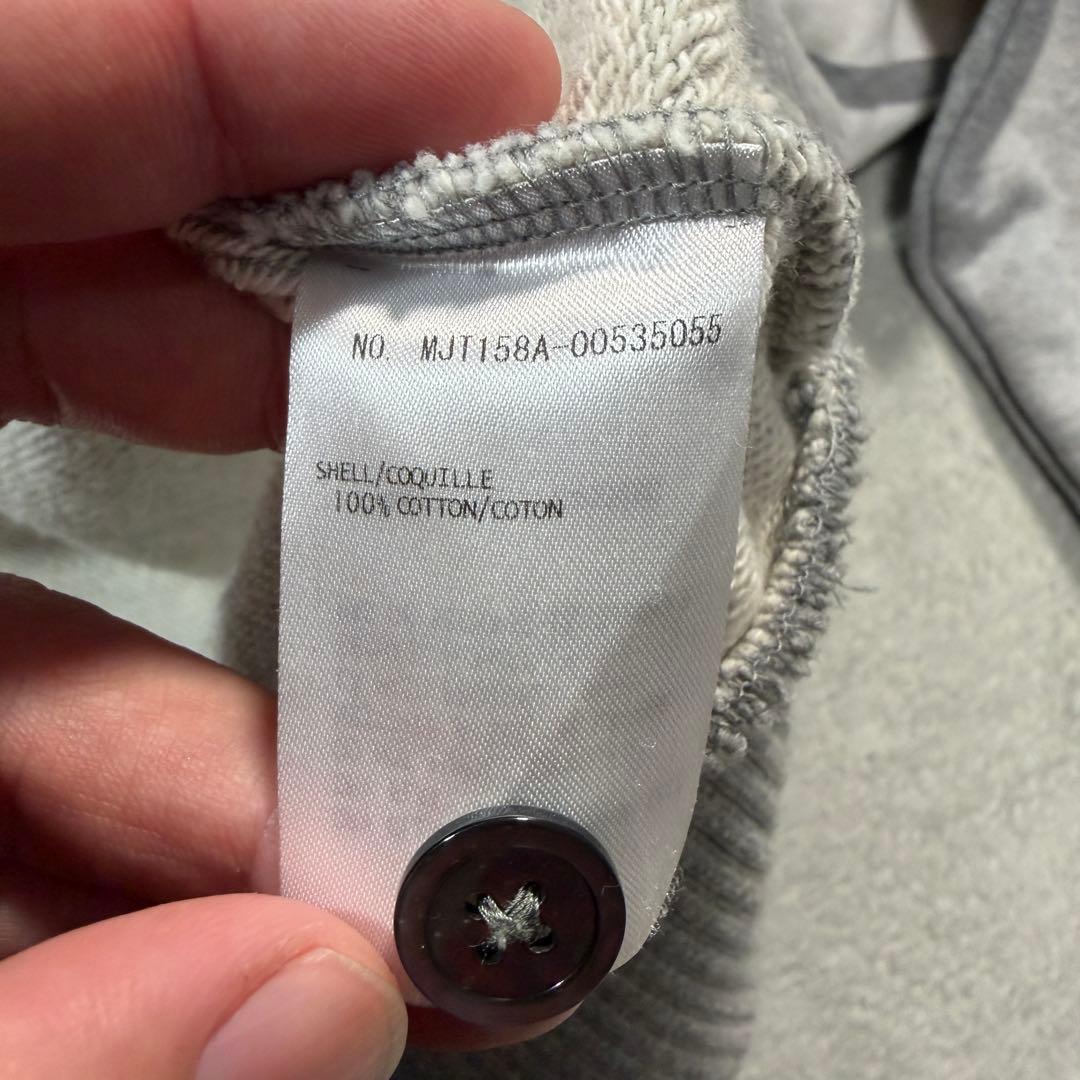 NO. MJT158A-00535055
SHELL/COQUILLE
100% COTTON/COTON